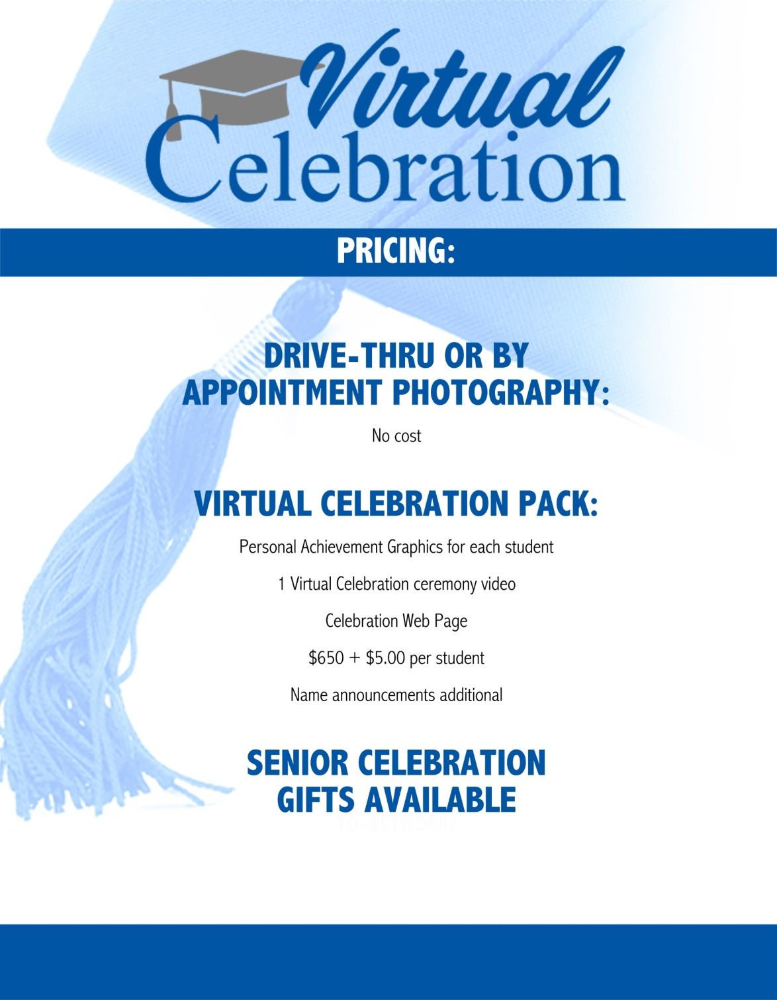 Virtual
Celebration
PRICING:
DRIVE-THRU OR BY
APPOINTMENT PHOTOGRAPHY:
No cost
VIRTUAL CELEBRATION PACK:
Personal Achievement Graphics for each student
1 Virtual Celebration ceremony video
Celebration Web Page
$650 + $5.00 per student
Name announcements additional
SENIOR CELEBRATION
GIFTS AVAILABLE